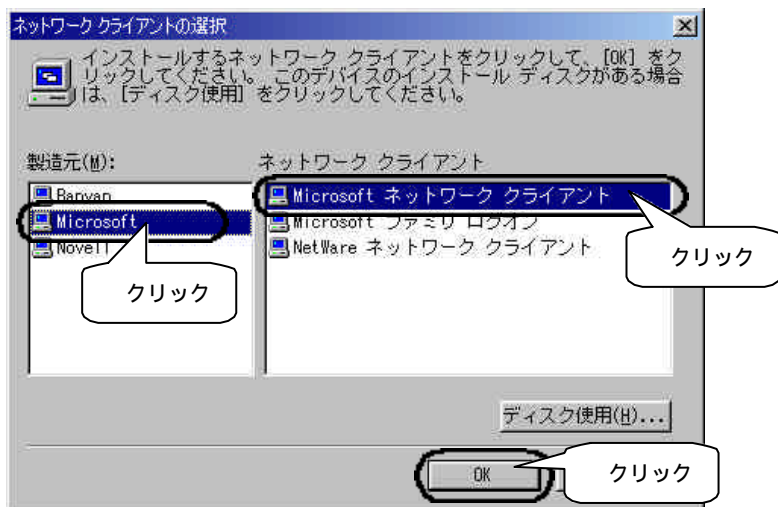 ネットワーク クライアントの選択
インストールするネットワーク クライアントをクリックして、[OK] をク
リックしてください。 このデバイスのインストール ディスクがある場合
は、[ディスク使用] をクリックしてください。
製造元(M):
ネットワーク クライアント
Banyan
Microsoft
Novell
Microsoft ネットワーク クライアント
Microsoft ファミリ ログオン
NetWare ネットワーク クライアント
クリック
クリック
ディスク使用(H)...
OK
クリック